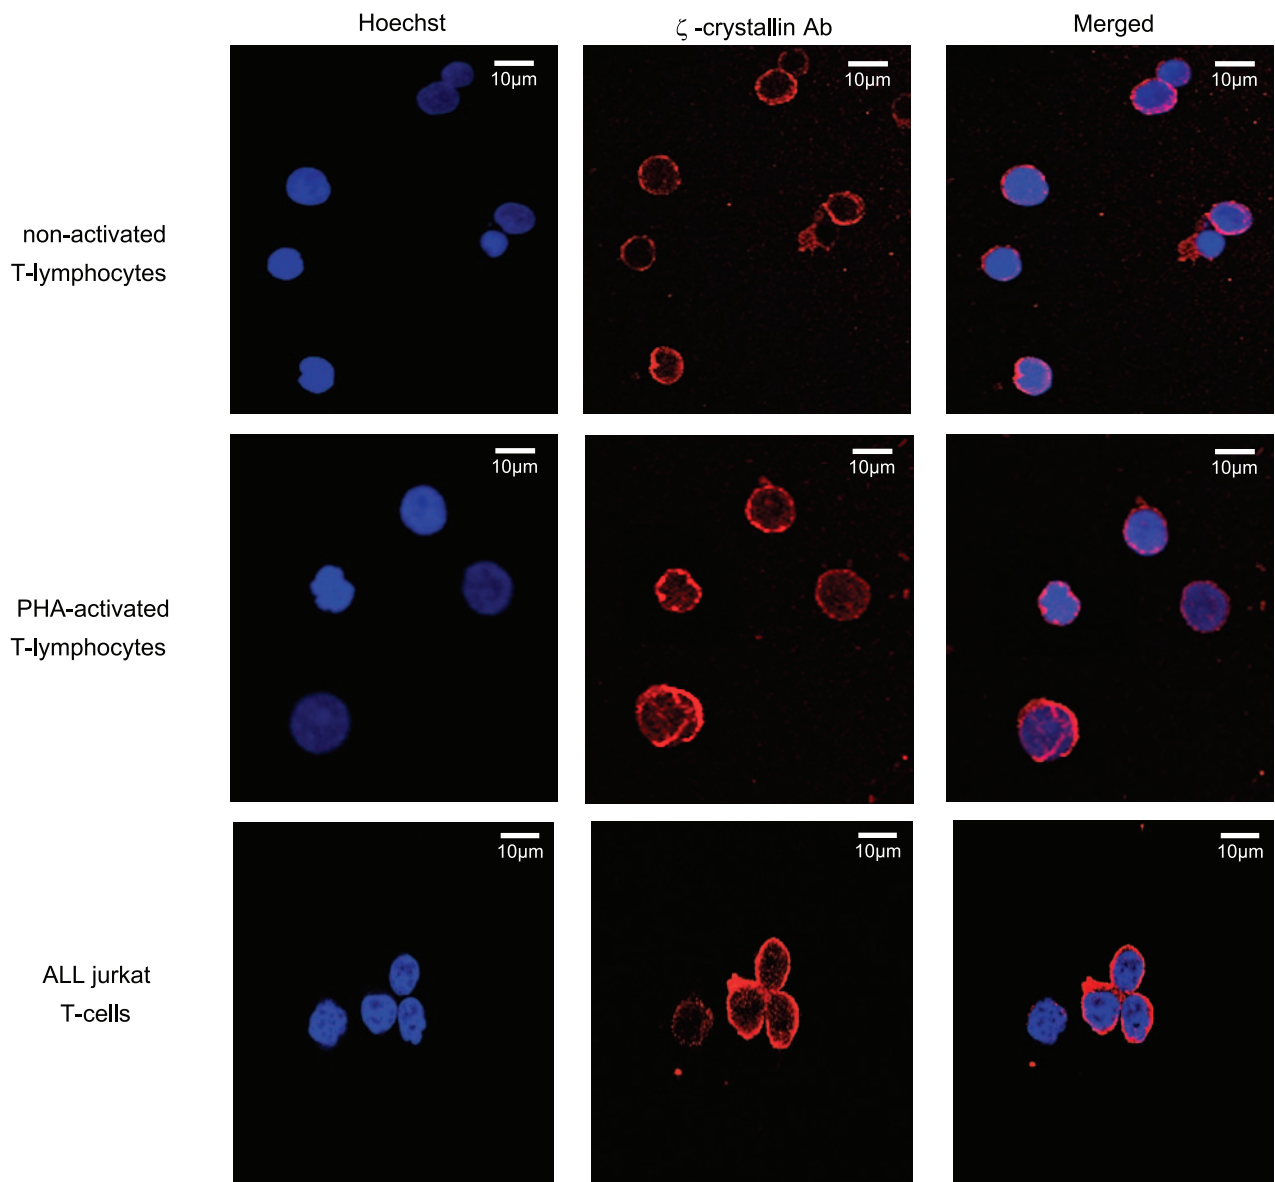 Hoechst
ζ -crystallin Ab
Merged
10µm
10µm
10µm
non-activated
T-lymphocytes
10µm
10µm
10µm
PHA-activated
T-lymphocytes
10µm
10µm
10µm
ALL jurkat
T-cells